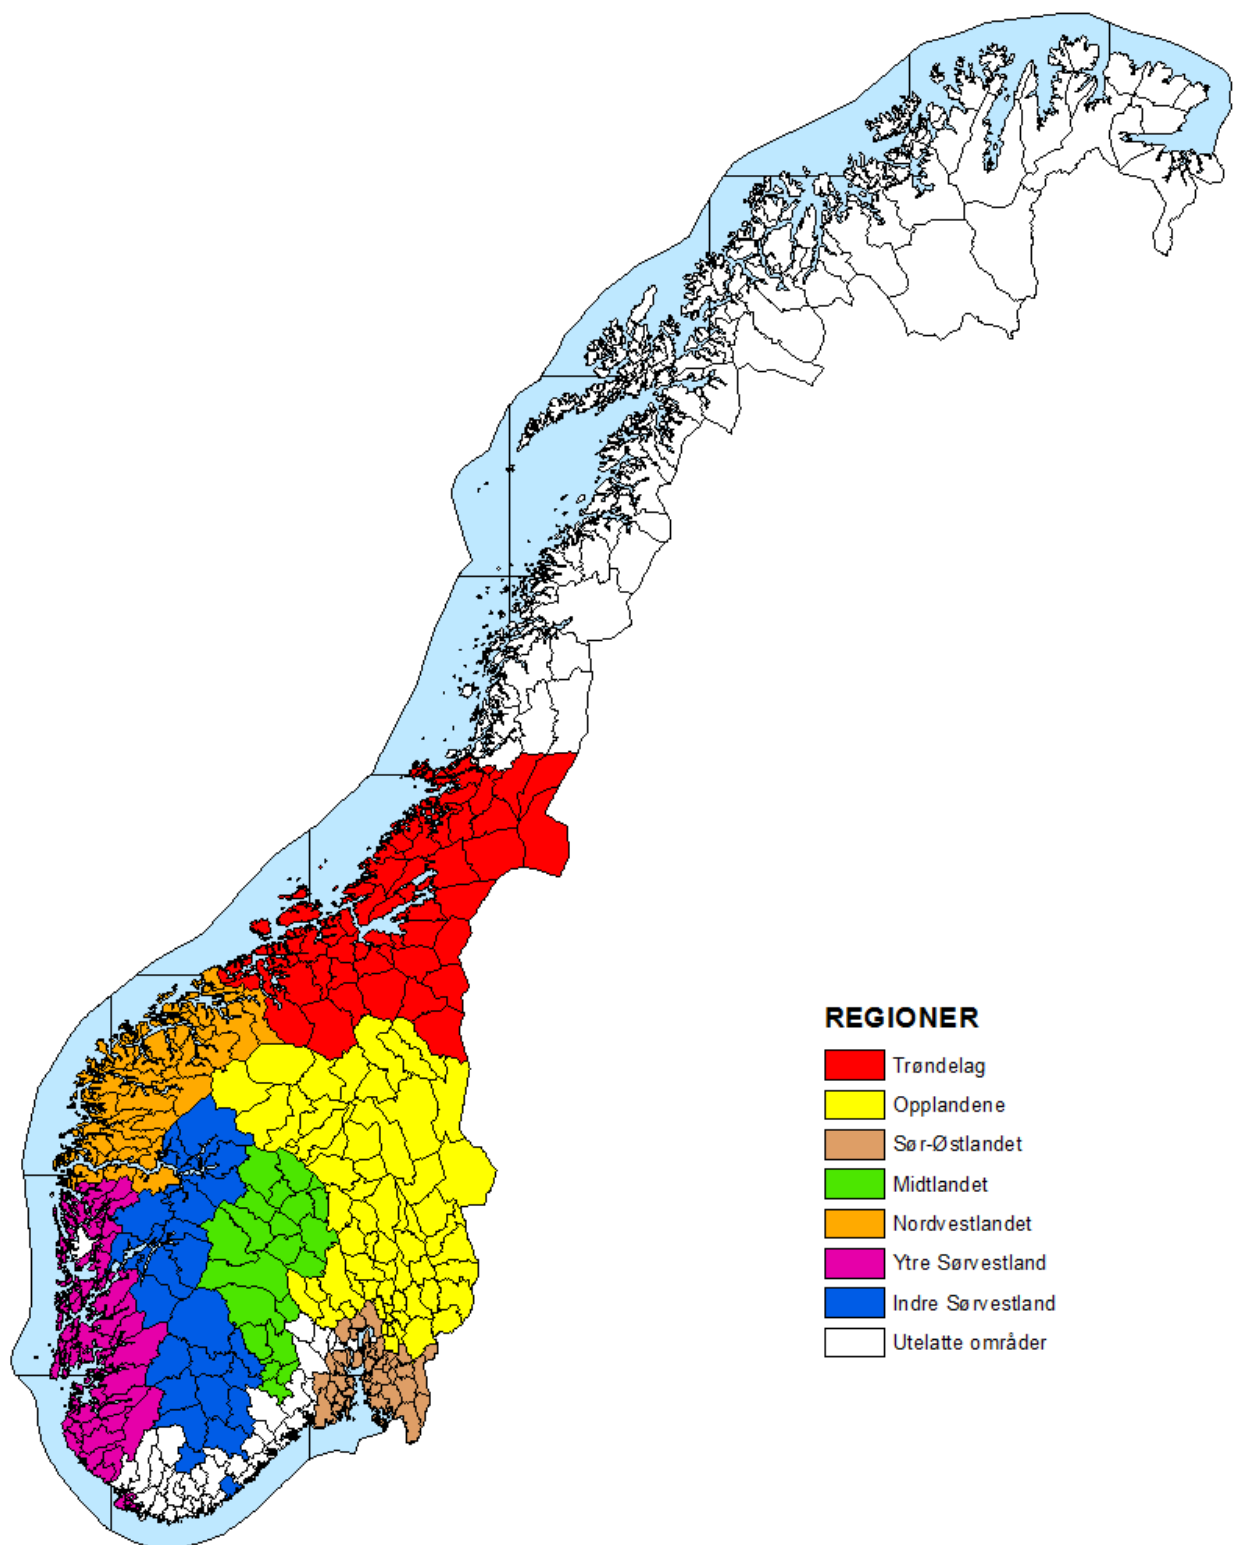 REGIONER
Trøndelag
Opplandene
Sør-Østlandet
Midtlandet
Nordvestlandet
Ytre Sørvestland
Indre Sørvestland
Utelatte områder